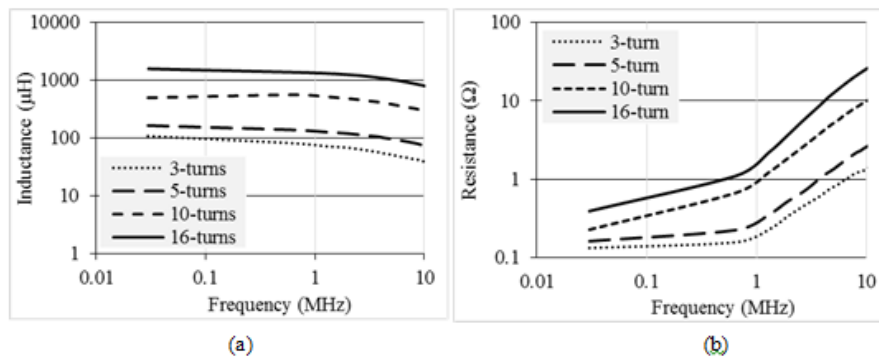 10000
1000
100
10
1
Inductance (µH)
3-turns
5-turns
10-turns
16-turns
0.01
0.1
1
10
Frequency (MHz)
(a)
100
10
1
0.1
Resistance (Ω)
3-turn
5-turn
10-turn
16-turn
0.01
0.1
1
10
Frequency (MHz)
(b)